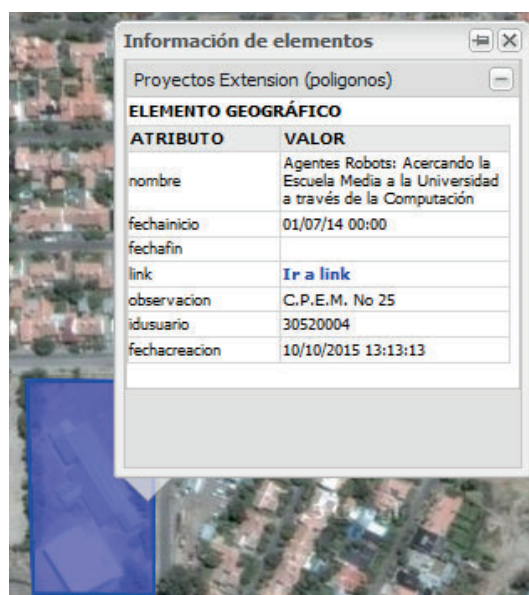 Información de elementos
Proyectos Extension (poligonos)
ELEMENTO GEOGRÁFICO
ATRIBUTO VALOR
nombre Agentes Robots: Acercando la
Escuela Media a la Universidad
a través de la Computación
fechainicio 01/07/14 00:00
fechafin
link Ir a link
observacion C.P.E.M. No 25
idusuario 30520004
fechacreacion 10/10/2015 13:13:13